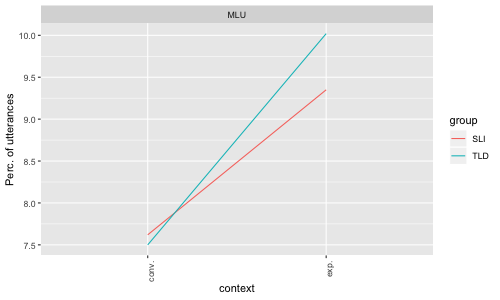 MLU
Perc. of utterances
10.0
9.5
9.0
8.5
8.0
7.5
conv.
exp.
context
group
SLI
TLD